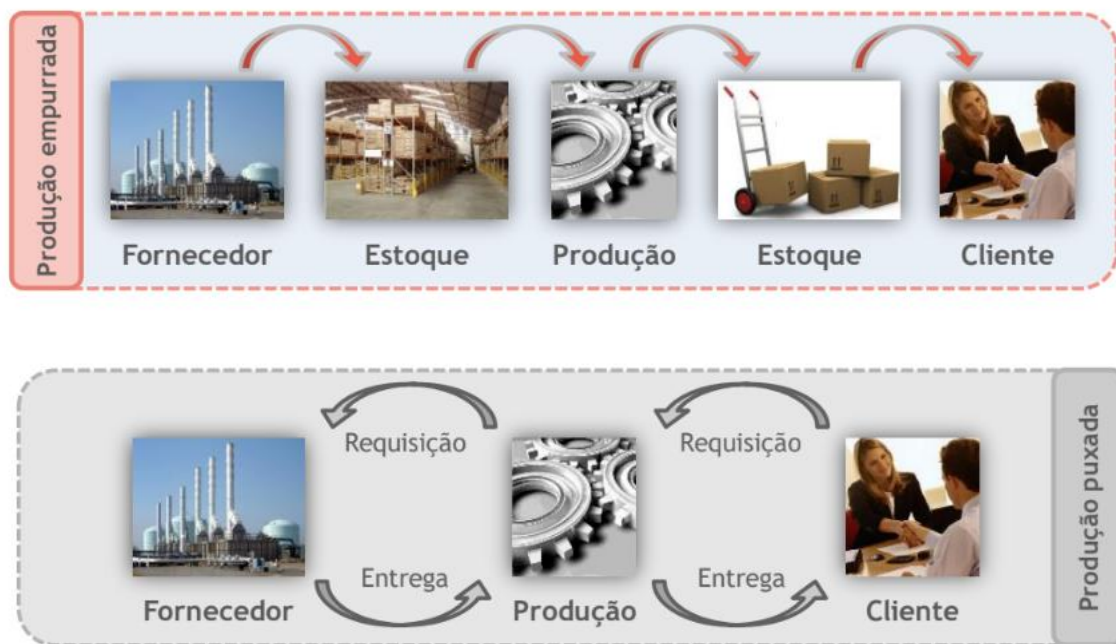 Produção empurrada
Fornecedor
Estoque
Produção
Estoque
Cliente
Requisição
Requisição
Entrega
Entrega
Fornecedor
Produção
Cliente
Produção puxada